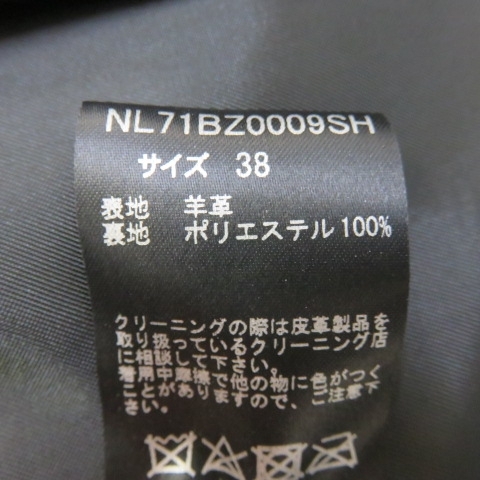 NL71BZ0009SH
サイズ 38
表地 羊革
裏地 ポリエステル100%
クリーニングの際は皮革製品を
取り扱っているクリーニング店
に相談して下さい。
着用中摩擦で他の物に色がつく
ことがありますので、ご注意下
さい。